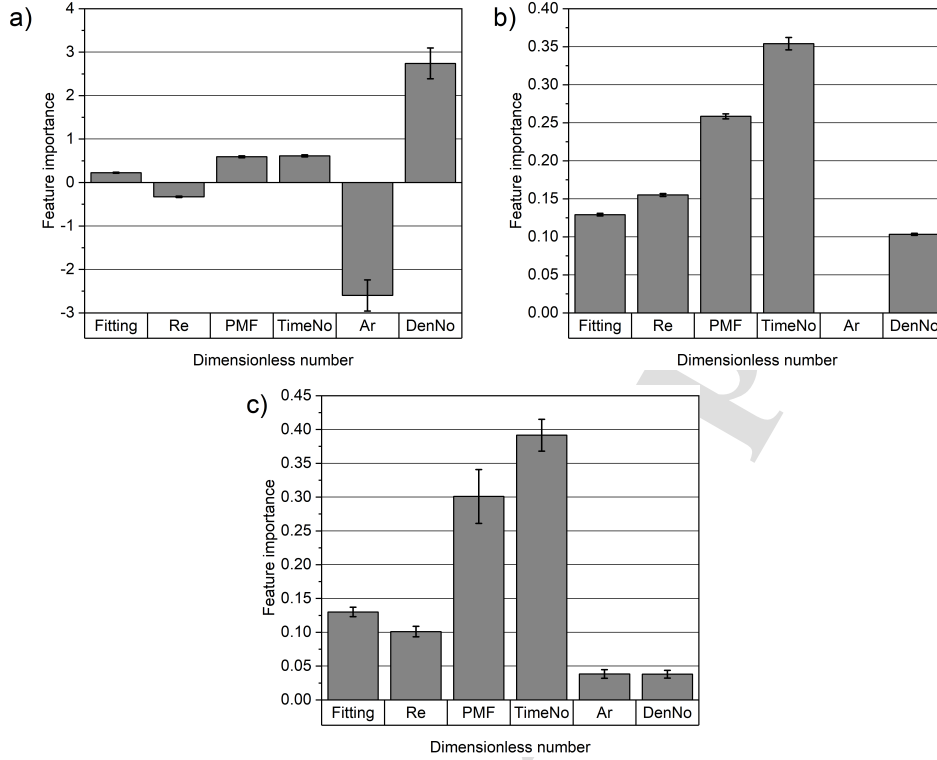 a)
Feature importance
4
3
2
1
0
-1
-2
-3
Fitting Re PMF TimeNo Ar DenNo
Dimensionless number
b)
Feature importance
0.40
0.35
0.30
0.25
0.20
0.15
0.10
0.05
0.00
Fitting Re PMF TimeNo Ar DenNo
Dimensionless number
c)
Feature importance
0.45
0.40
0.35
0.30
0.25
0.20
0.15
0.10
0.05
0.00
Fitting Re PMF TimeNo Ar DenNo
Dimensionless number